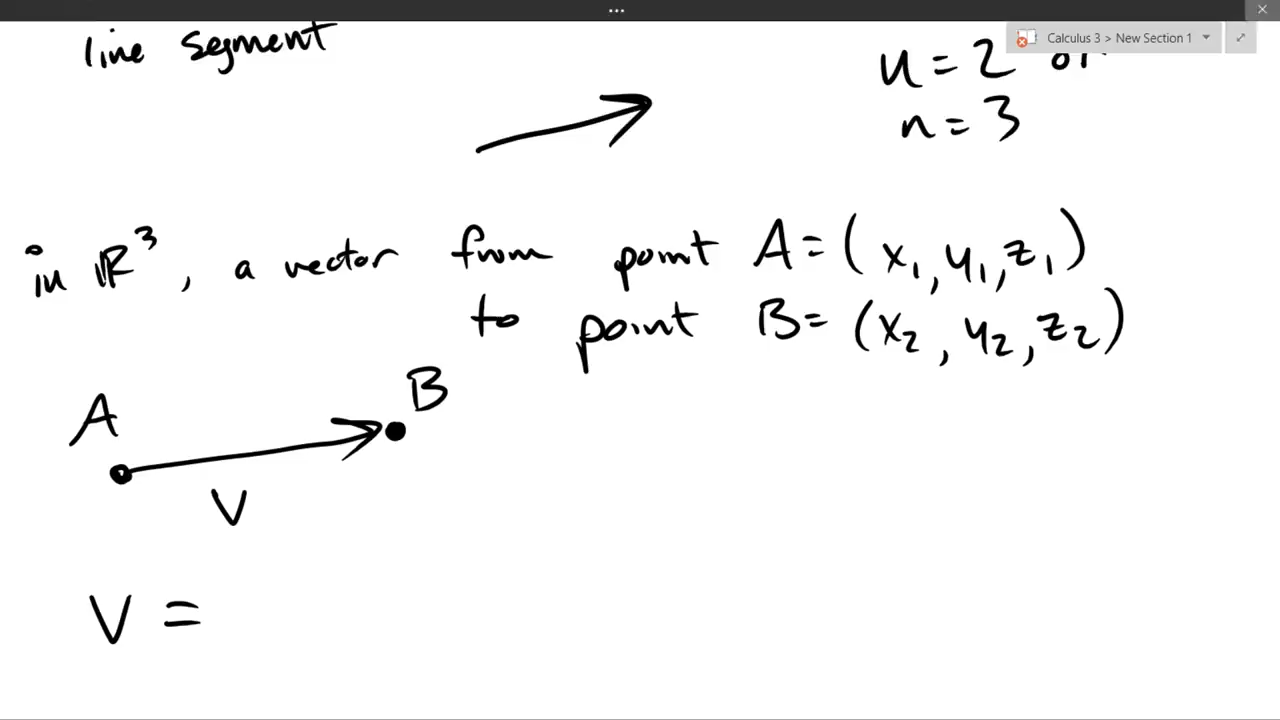 Calculus 3 > New Section 1
line segment
n = 2 or
n = 3
in ℝ³, a vector from point A = (x₁, y₁, z₁)
to point B = (x₂, y₂, z₂)
A
B
V
V =